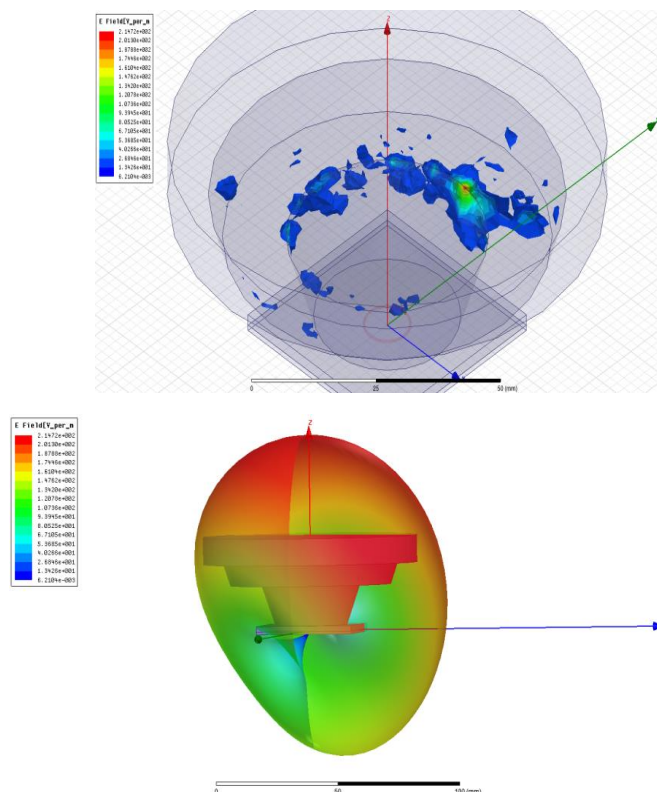 E Field[V_per_m
2.1472e+002
2.0130e+002
1.8788e+002
1.7446e+002
1.6104e+002
1.4762e+002
1.3420e+002
1.2078e+002
1.0736e+002
9.3945e+001
8.0525e+001
6.7105e+001
5.3685e+001
4.0266e+001
2.6846e+001
1.3426e+001
6.2104e-003
z
0
25
50 (mm)
E Field[V_per_m
2.1472e+002
2.0130e+002
1.8788e+002
1.7446e+002
1.6104e+002
1.4762e+002
1.3420e+002
1.2078e+002
1.0736e+002
9.3945e+001
8.0525e+001
6.7105e+001
5.3685e+001
4.0266e+001
2.6846e+001
1.3426e+001
6.2104e-003
z
0
50
100 (mm)